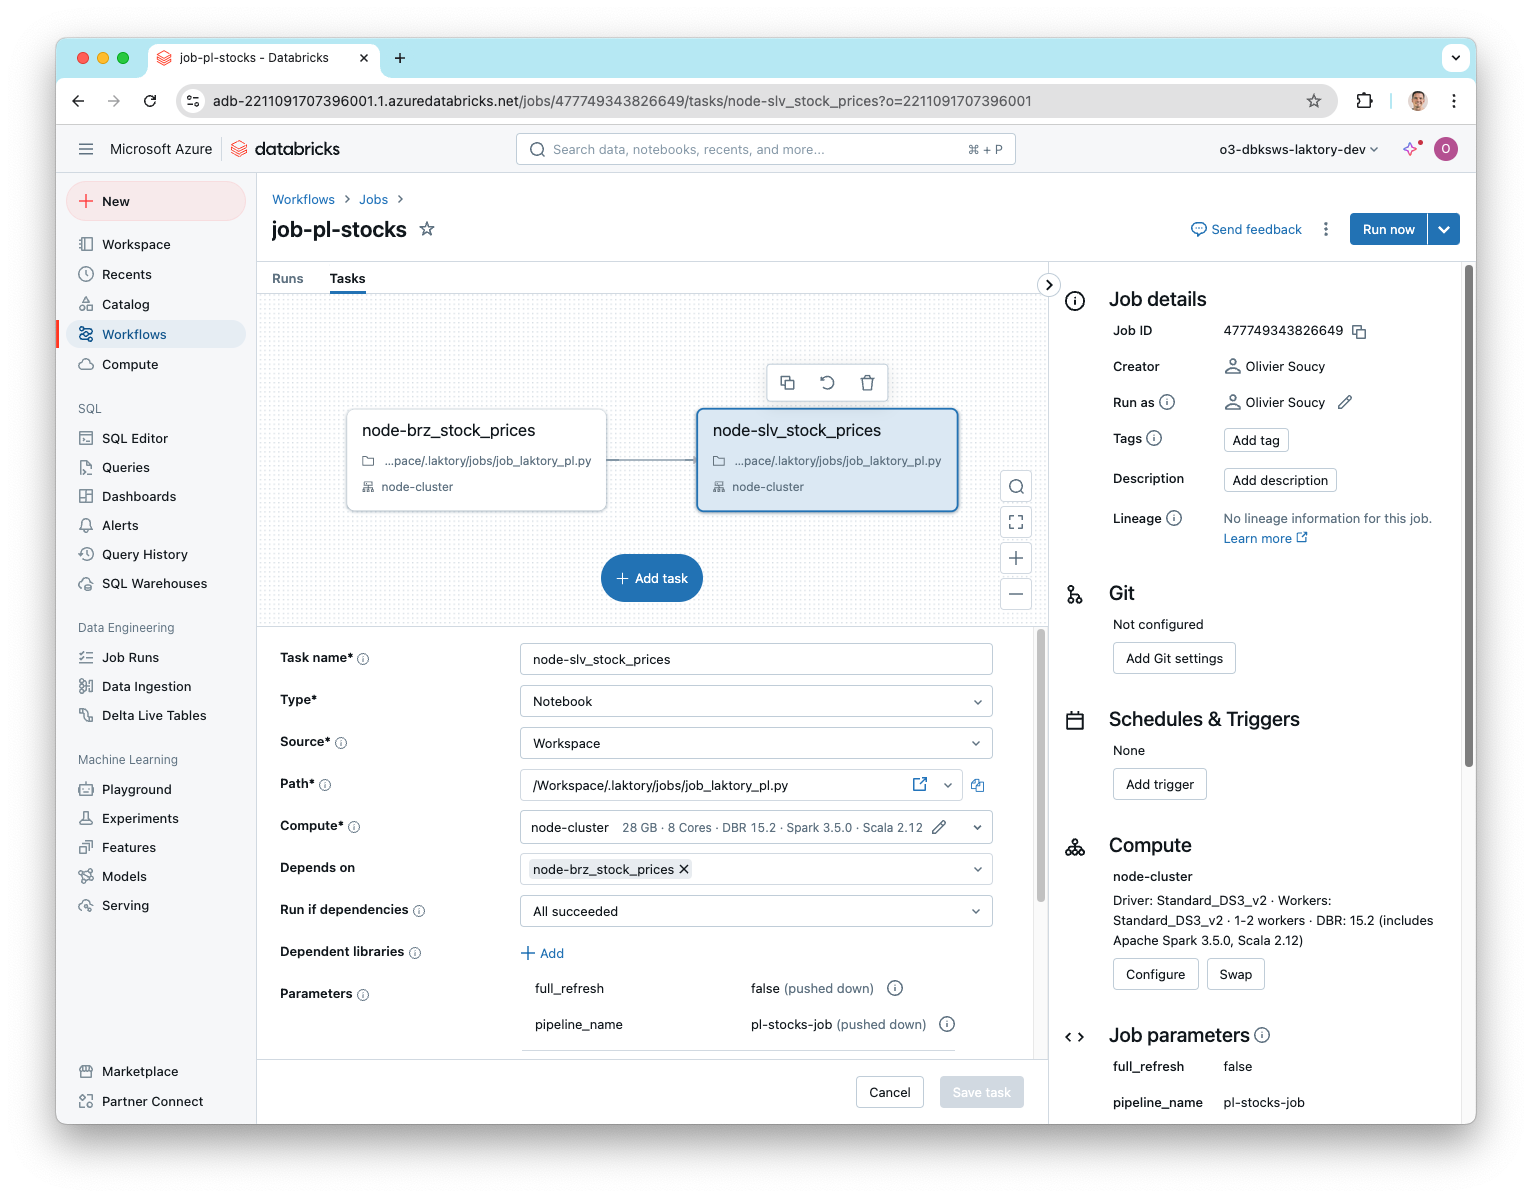 job-pl-stocks - Databricks
adb-2211091707396001.1.azuredatabricks.net/jobs/477749343826649/tasks/node-slv_stock_prices?o=2211091707396001
Microsoft Azure
databricks
Search data, notebooks, recents, and more...
⌘ + P
o3-dbksws-laktory-dev
O
New
Workspace
Recents
Catalog
Workflows
Compute
SQL
SQL Editor
Queries
Dashboards
Alerts
Query History
SQL Warehouses
Data Engineering
Job Runs
Data Ingestion
Delta Live Tables
Machine Learning
Playground
Experiments
Features
Models
Serving
Marketplace
Partner Connect
Workflows > Jobs >
job-pl-stocks
Send feedback
Run now
Runs
Tasks
node-brz_stock_prices
...pace/.laktory/jobs/job_laktory_pl.py
node-cluster
node-slv_stock_prices
...pace/.laktory/jobs/job_laktory_pl.py
node-cluster
+ Add task
Task name*
node-slv_stock_prices
Type*
Notebook
Source*
Workspace
Path*
/Workspace/.laktory/jobs/job_laktory_pl.py
Compute*
node-cluster 28 GB · 8 Cores · DBR 15.2 · Spark 3.5.0 · Scala 2.12
Depends on
node-brz_stock_prices
Run if dependencies
All succeeded
Dependent libraries
+ Add
Parameters
full_refresh
false (pushed down)
pipeline_name
pl-stocks-job (pushed down)
Cancel
Save task
Job details
Job ID
477749343826649
Creator
Olivier Soucy
Run as
Olivier Soucy
Tags
Add tag
Description
Add description
Lineage
No lineage information for this job.
Learn more
Git
Not configured
Add Git settings
Schedules & Triggers
None
Add trigger
Compute
node-cluster
Driver: Standard_DS3_v2 · Workers:
Standard_DS3_v2 · 1-2 workers · DBR: 15.2 (includes
Apache Spark 3.5.0, Scala 2.12)
Configure
Swap
Job parameters
full_refresh
false
pipeline_name
pl-stocks-job